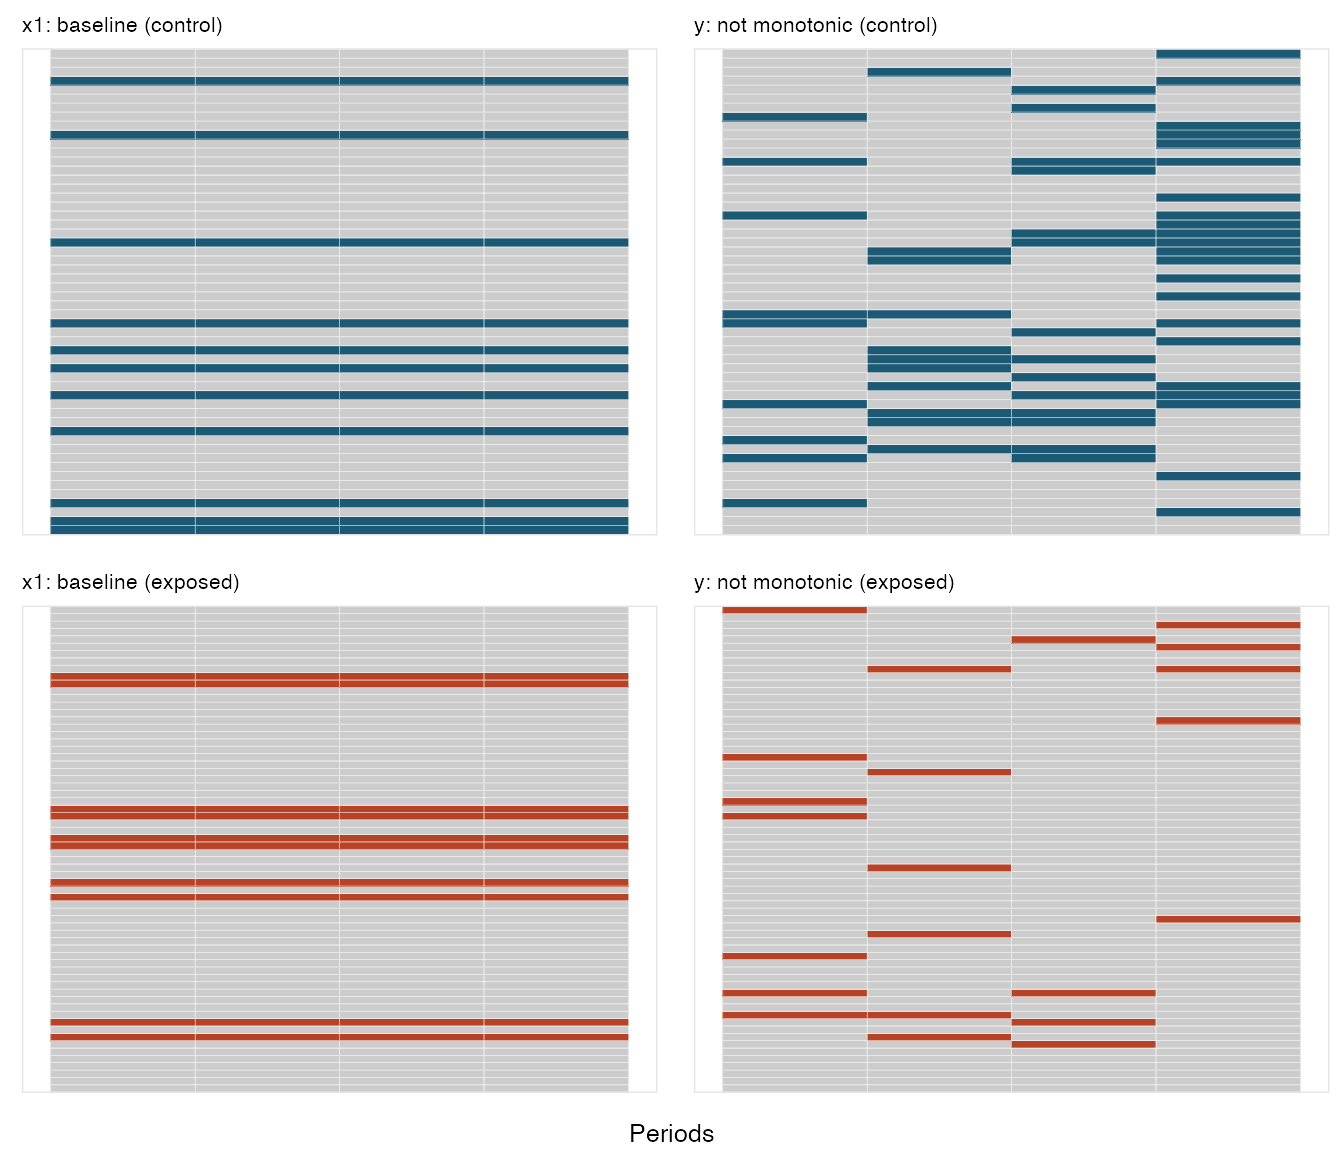 x1: baseline (control)
y: not monotonic (control)
x1: baseline (exposed)
y: not monotonic (exposed)
Periods